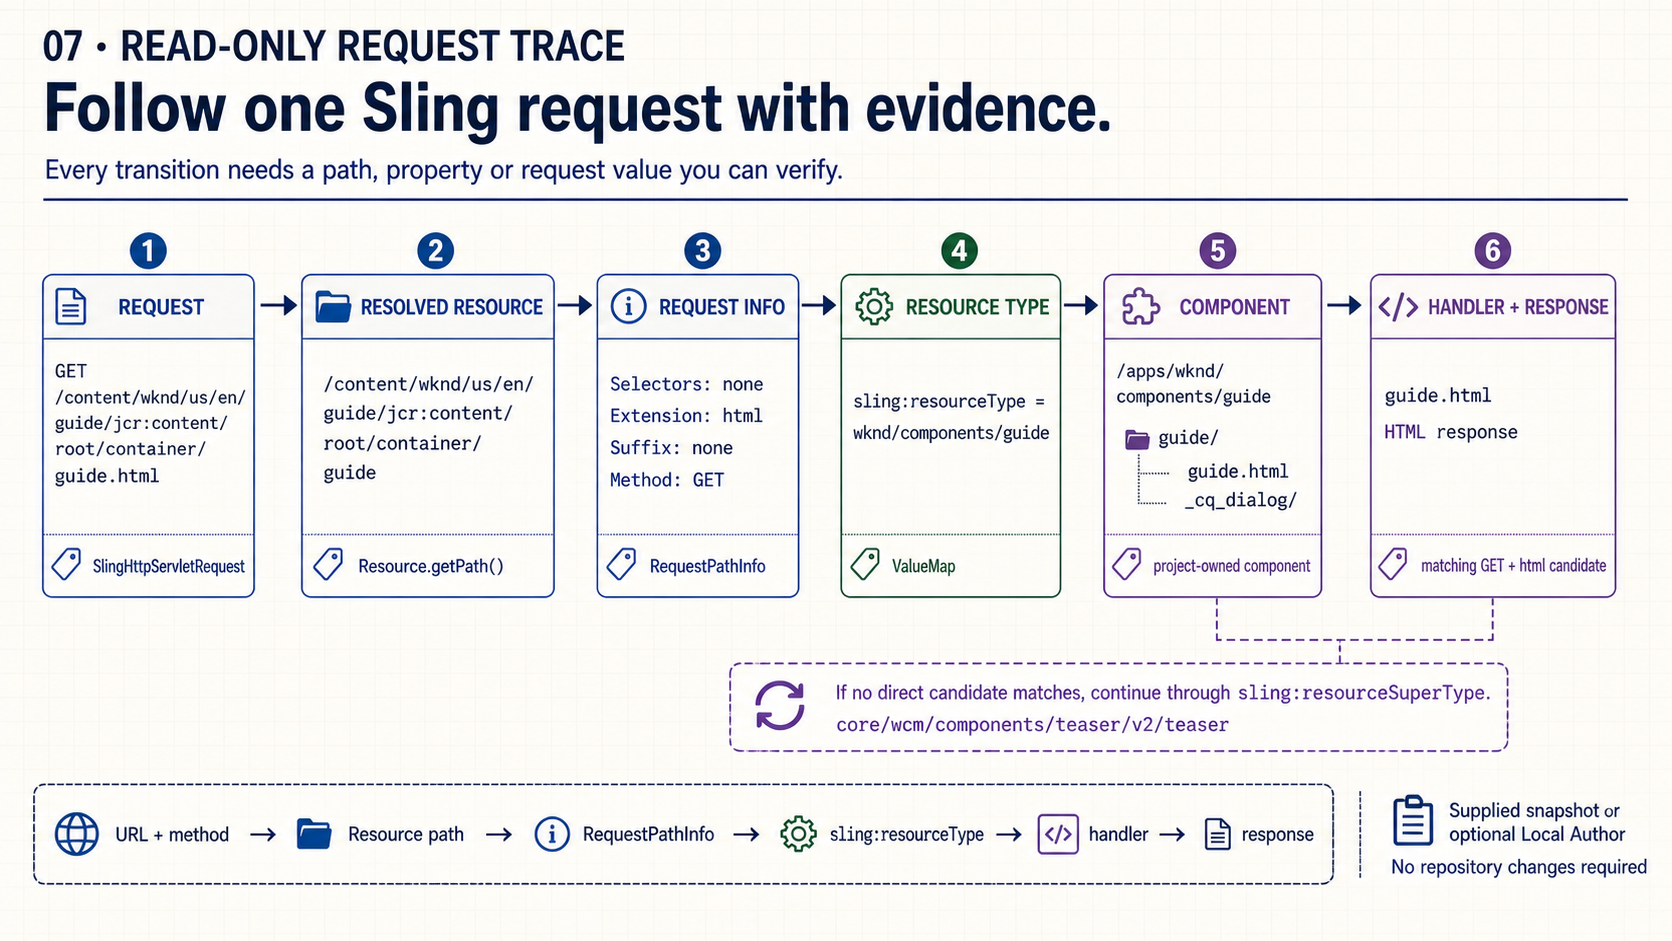 07 • READ-ONLY REQUEST TRACE
Follow one Sling request with evidence.
Every transition needs a path, property or request value you can verify.
1
REQUEST
GET
/content/wknd/us/en/
guide/jcr:content/
root/container/
guide.html
SlingHttpServletRequest
2
RESOLVED RESOURCE
/content/wknd/us/en/
guide/jcr:content/
root/container/
guide
Resource.getPath()
3
REQUEST INFO
Selectors: none
Extension: html
Suffix: none
Method: GET
RequestPathInfo
4
RESOURCE TYPE
sling:resourceType =
wknd/components/guide
ValueMap
5
COMPONENT
/apps/wknd/
components/guide
guide/
guide.html
_cq_dialog/
project-owned component
6
HANDLER + RESPONSE
guide.html
HTML response
matching GET + html candidate
If no direct candidate matches, continue through sling:resourceSuperType.
core/wcm/components/teaser/v2/teaser
URL + method → Resource path → RequestPathInfo → sling:resourceType → handler → response
Supplied snapshot or
optional Local Author
No repository changes required